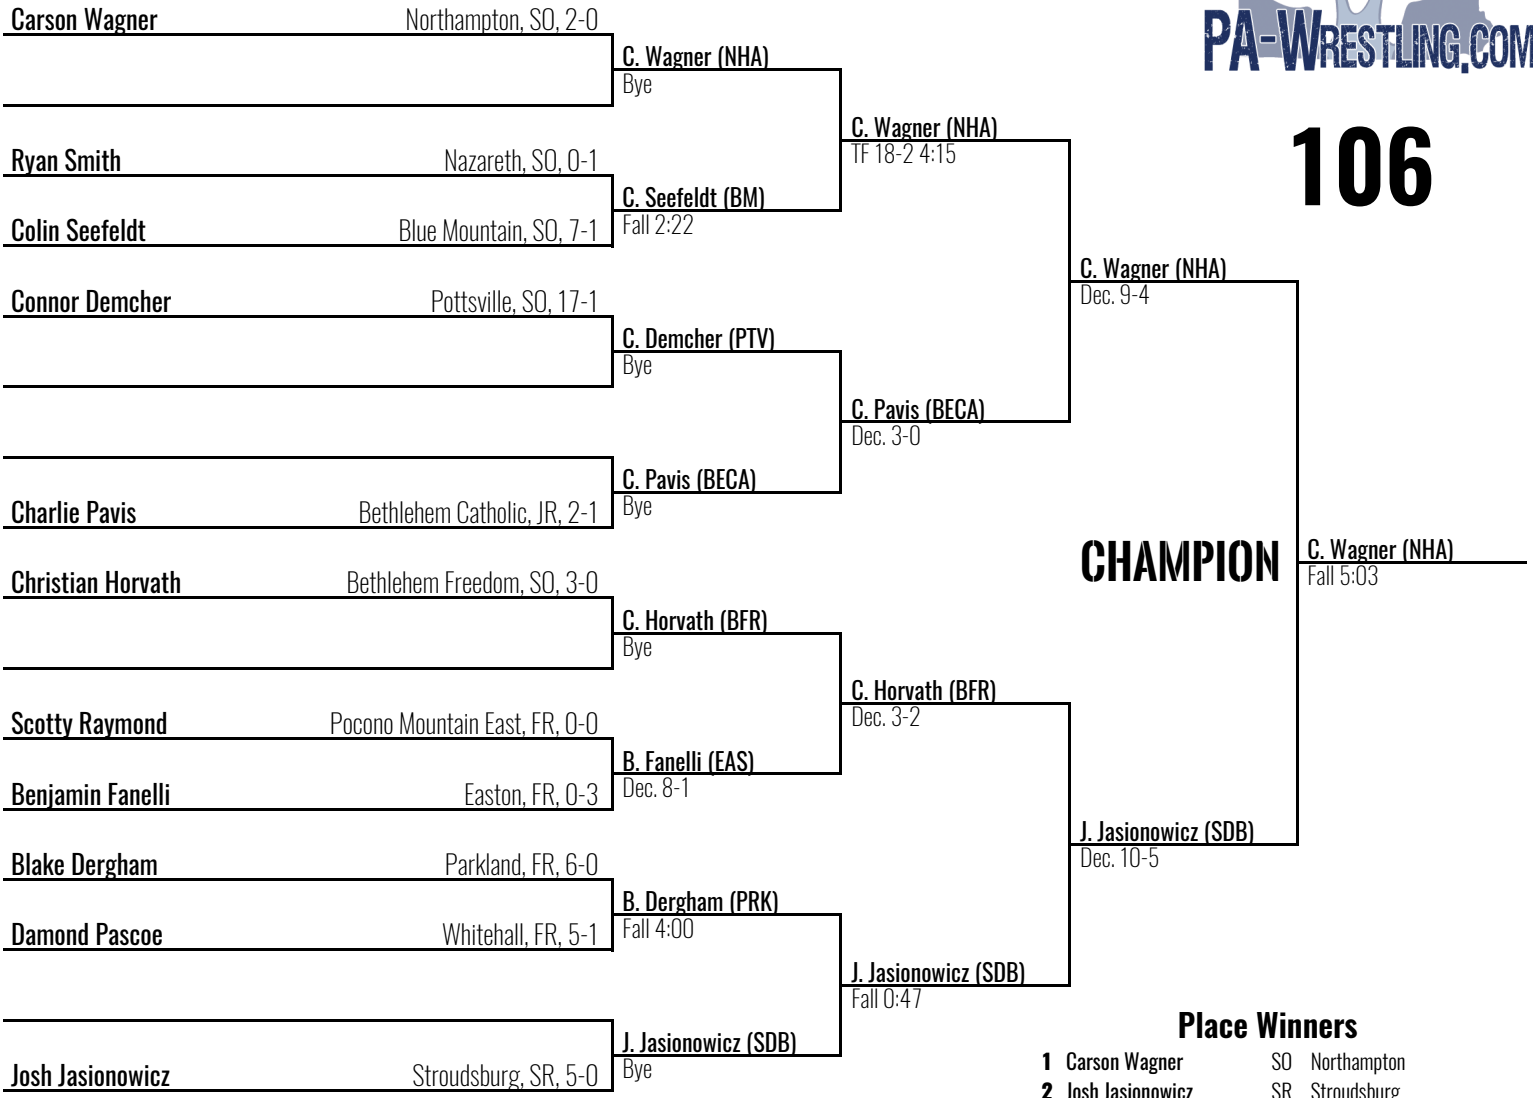 PA-WRESTLING.COM
106
Carson Wagner Northampton, SO, 2-0
C. Wagner (NHA)
Bye
C. Wagner (NHA)
TF 18-2 4:15
Ryan Smith Nazareth, SO, 0-1
C. Seefeldt (BM)
Fall 2:22
Colin Seefeldt Blue Mountain, SO, 7-1
C. Wagner (NHA)
Dec. 9-4
Connor Demcher Pottsville, SO, 17-1
C. Demcher (PTV)
Bye
C. Pavis (BECA)
Dec. 3-0
C. Pavis (BECA)
Bye
Charlie Pavis Bethlehem Catholic, JR, 2-1
CHAMPION
C. Wagner (NHA)
Fall 5:03
Christian Horvath Bethlehem Freedom, SO, 3-0
C. Horvath (BFR)
Bye
C. Horvath (BFR)
Dec. 3-2
Scotty Raymond Pocono Mountain East, FR, 0-0
B. Fanelli (EAS)
Dec. 8-1
Benjamin Fanelli Easton, FR, 0-3
J. Jasionowicz (SDB)
Dec. 10-5
Blake Dergham Parkland, FR, 6-0
B. Dergham (PRK)
Fall 4:00
Damond Pascoe Whitehall, FR, 5-1
J. Jasionowicz (SDB)
Fall 0:47
J. Jasionowicz (SDB)
Bye
Josh Jasionowicz Stroudsburg, SR, 5-0
Place Winners
1 Carson Wagner SO Northampton
2 Josh Jasionowicz SR Stroudsburg